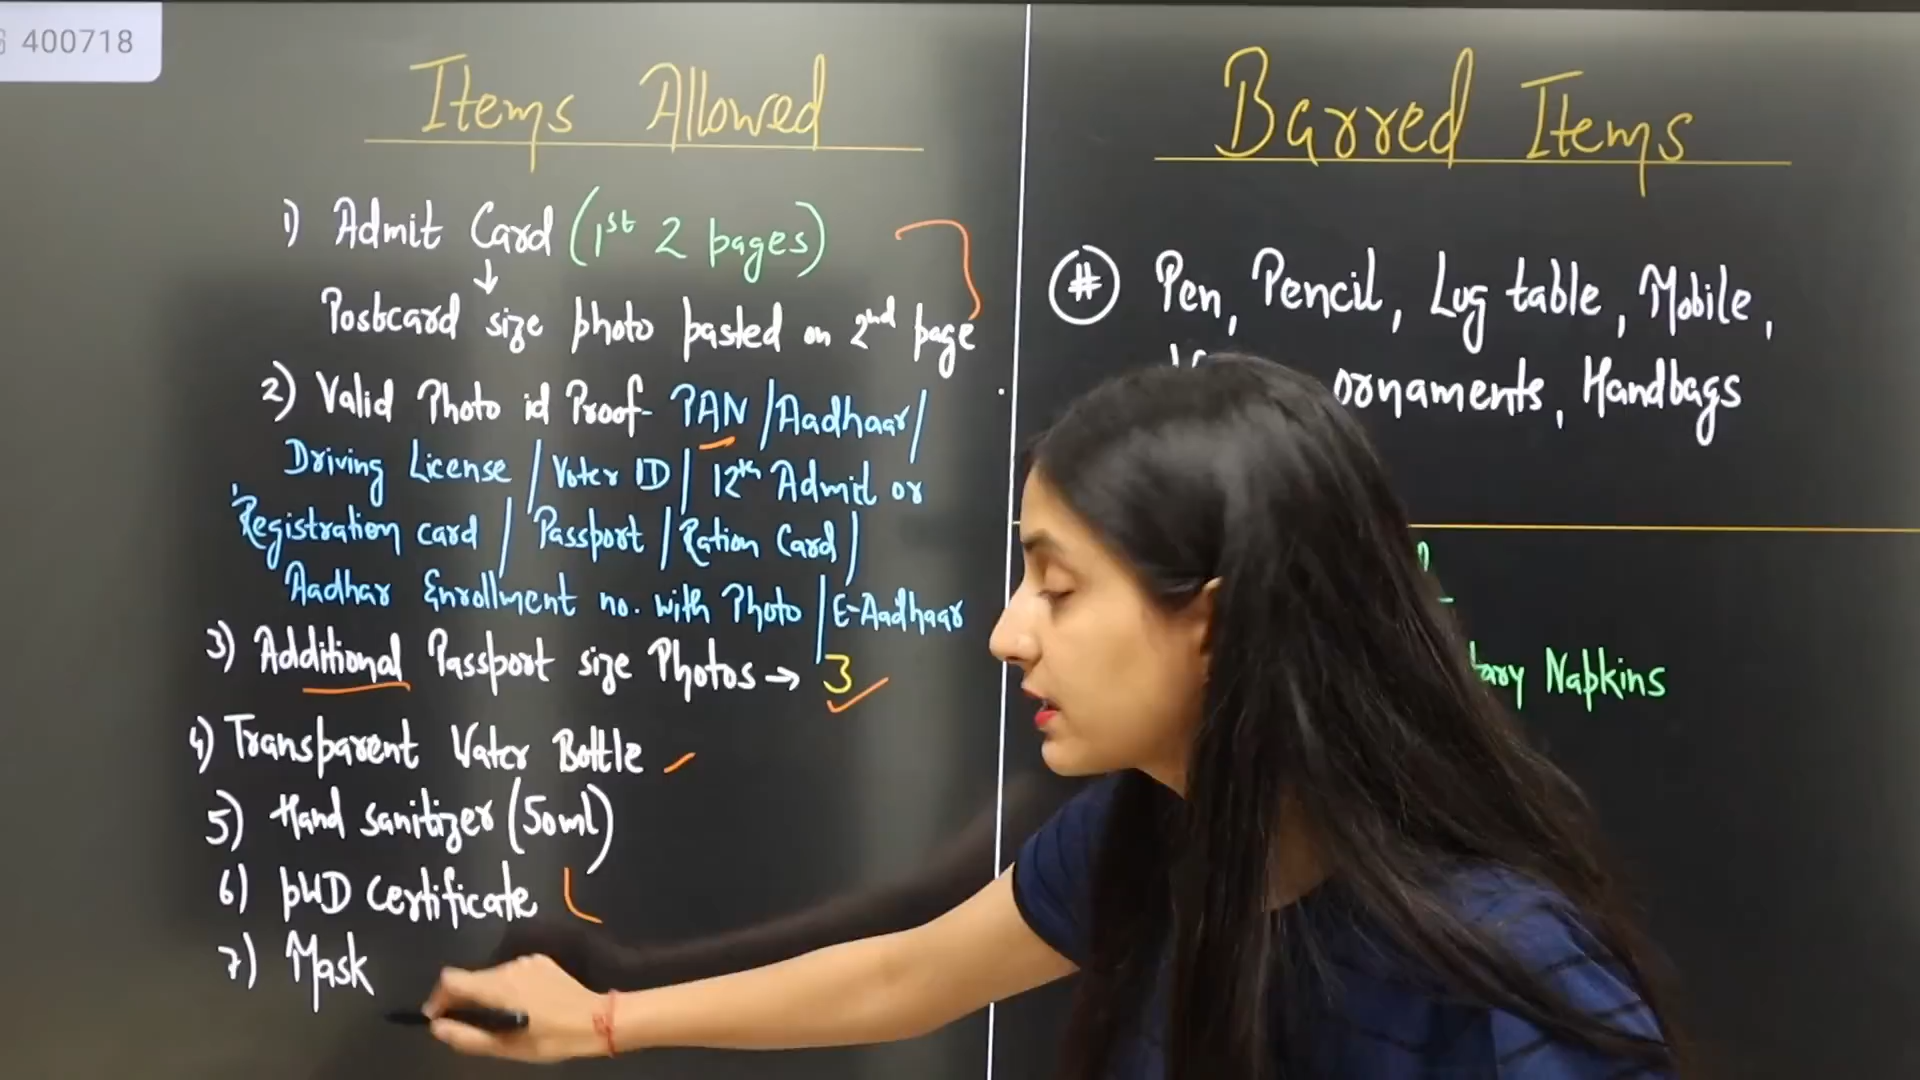 400718
Items Allowed
1) Admit Card (1st 2 pages)
↓
Postcard size photo pasted on 2nd page
2) Valid Photo id Proof- PAN/Aadhaar/
Driving License/Voter ID/12th Admit or
Registration card/Passport/Ration Card/
Aadhar Enrollment no. with Photo/E-Aadhaar
3) Additional Passport size Photos → 3
4) Transparent Water Bottle
5) Hand sanitizer (50ml)
6) PWD Certificate
7) Mask
Barred Items
# Pen, Pencil, Log table, Mobile,
ornaments, Handbags
Napkins